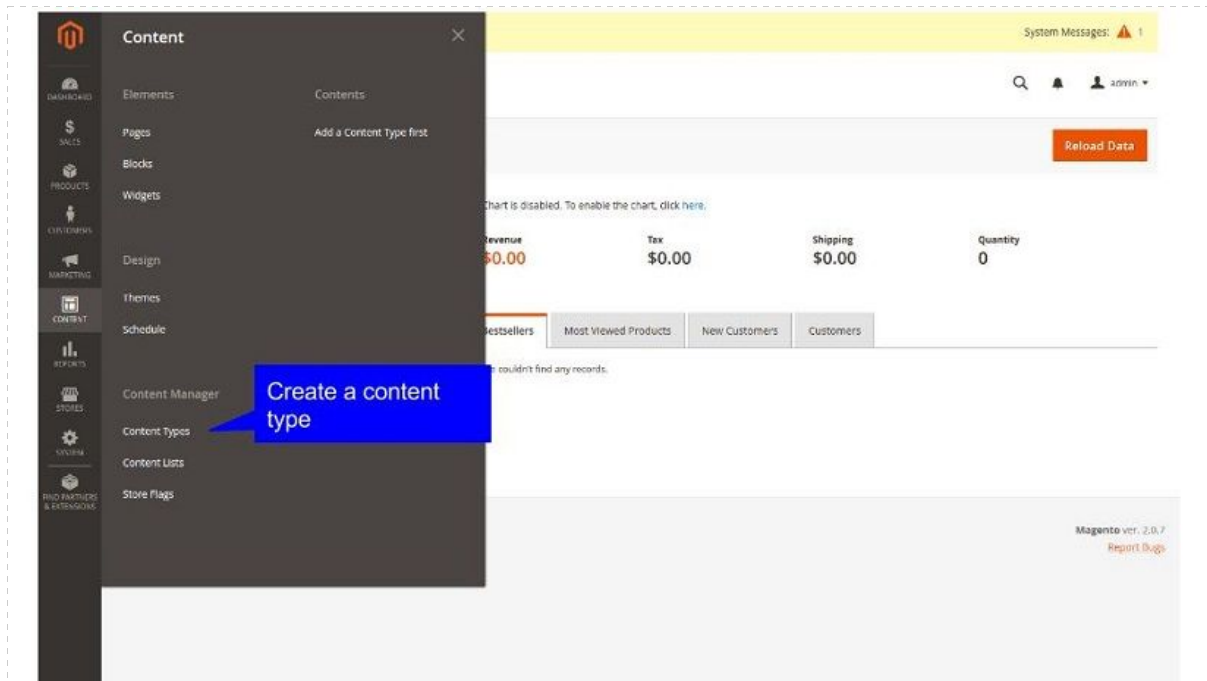 Content
System Messages: 1
DASHBOARD
Elements
Contents
admin
SALES
Pages
Add a Content Type first
Reload Data
Blocks
PRODUCTS
Widgets
Chart is disabled. To enable the chart, click here.
CUSTOMERS
Revenue
Tax
Shipping
Quantity
$0.00
$0.00
$0.00
0
MARKETING
Design
Themes
CONTENT
Schedule
Bestsellers
Most Viewed Products
New Customers
Customers
REPORTS
couldn't find any records.
Content Manager
Create a content
type
STORES
Content Types
SYSTEM
Content Lists
FIND PARTNERS
& EXTENSIONS
Store Flags
Magento ver. 2.0.7
Report Bugs